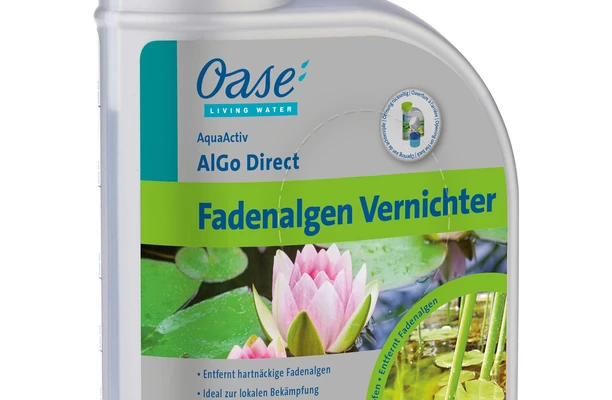 Oase
LIVING WATER
AquaActiv
AlGo Direct
Fadenalgen Vernichter
• Entfernt hartnäckige Fadenalgen
• Ideal zur lokalen Bekämpfung
• Entfernt Fadenalgen